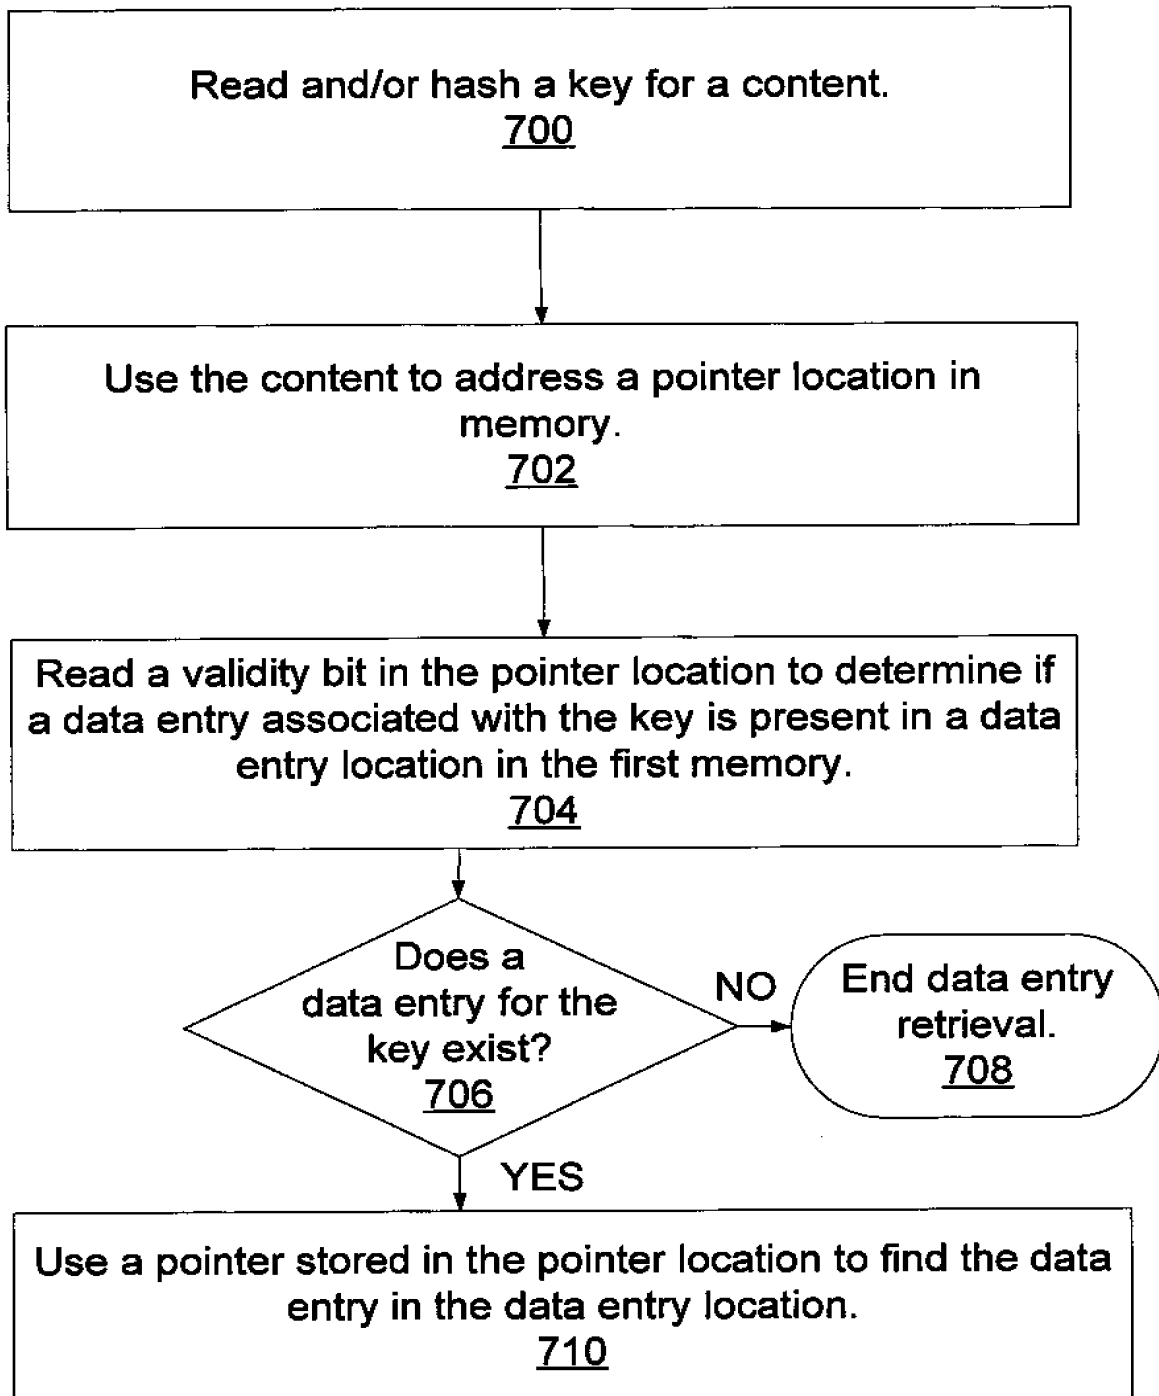 Read and/or hash a key for a content.
700
Use the content to address a pointer location in
memory.
702
Read a validity bit in the pointer location to determine if
a data entry associated with the key is present in a data
entry location in the first memory.
704
Does a
data entry for the
key exist?
706
NO
End data entry
retrieval.
708
YES
Use a pointer stored in the pointer location to find the data
entry in the data entry location.
710